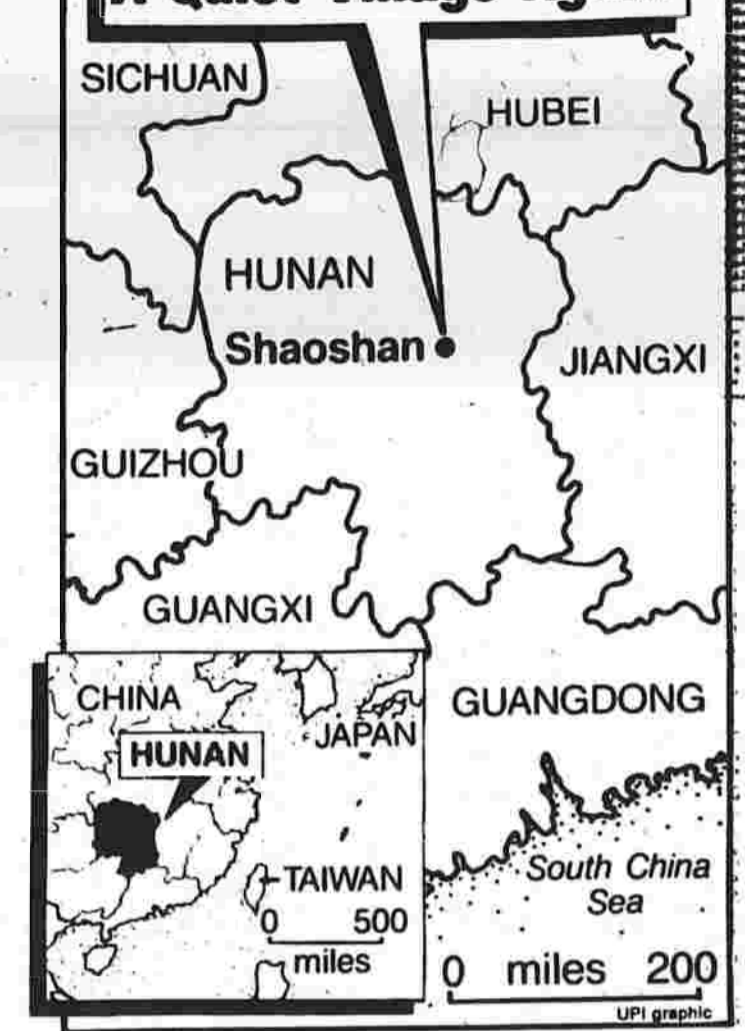 SICHUAN
HUBEI
HUNAN
Shaoshan
JIANGXI
GUIZHOU
GUANGXI
GUANGDONG
CHINA
JAPAN
HUNAN
TAIWAN
0 500
miles
South China
Sea
0 miles 200
UPI graphic